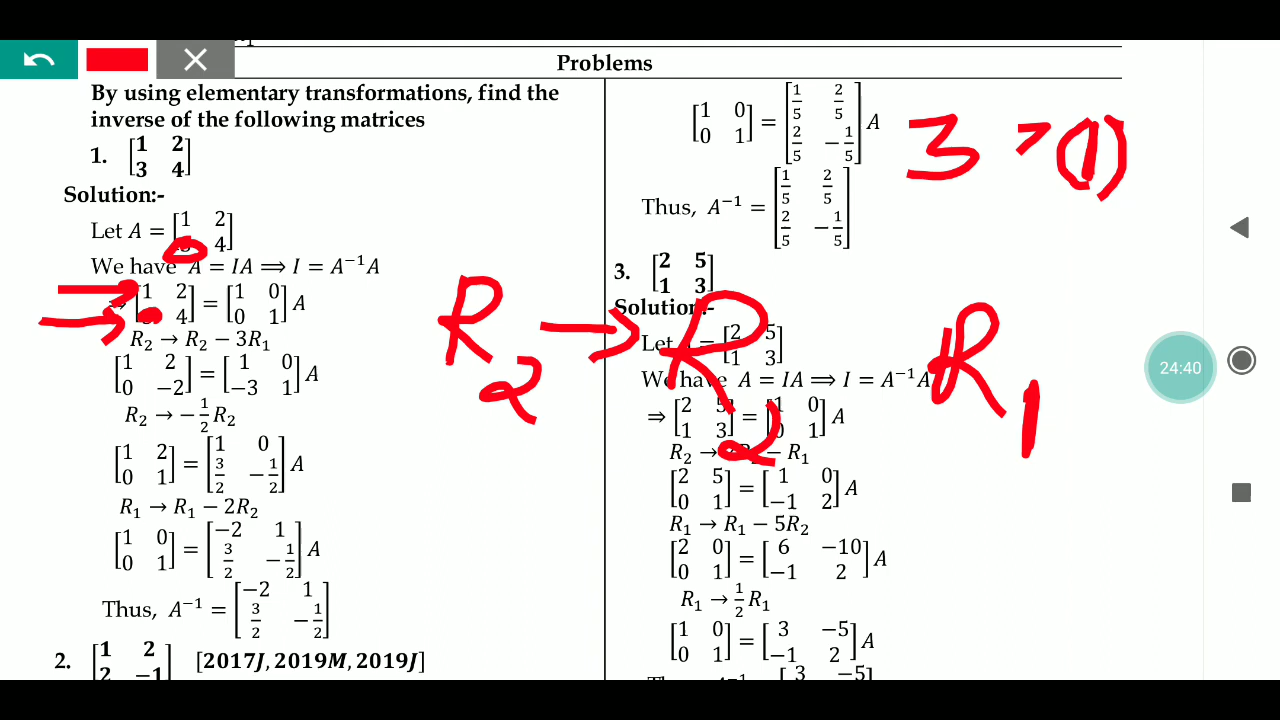 Problems
By using elementary transformations, find the
inverse of the following matrices
1. [1 2
3 4]
Solution:-
Let A = [1 2
3 4]
We have A = IA ⟹ I = A⁻¹A
⇒ [1 2
3 4] = [1 0
0 1] A
R₂ → R₂ − 3R₁
[1 2
0 −2] = [1 0
−3 1] A
R₂ → −1/2 R₂
[1 2
0 1] = [1 0
3/2 −1/2] A
R₁ → R₁ − 2R₂
[1 0
0 1] = [−2 1
3/2 −1/2] A
Thus, A⁻¹ = [−2 1
3/2 −1/2]
2. [1 2
2 −1] [2017J, 2019M, 2019J]
[1 0
0 1] = [1/5 2/5
2/5 −1/5] A
Thus, A⁻¹ = [1/5 2/5
2/5 −1/5]
3. [2 5
1 3]
Solution:-
Let = [2 5
1 3]
We have A = IA ⟹ I = A⁻¹A
⇒ [2 5
1 3] = [1 0
0 1] A
R₂ → − R₁
[2 5
0 1] = [1 0
−1 2] A
R₁ → R₁ − 5R₂
[2 0
0 1] = [6 −10
−1 2] A
R₁ → 1/2 R₁
[1 0
0 1] = [3 −5
−1 2] A
[3 −5
3 (1)
0
R₂ → R₂ R₁
24:40